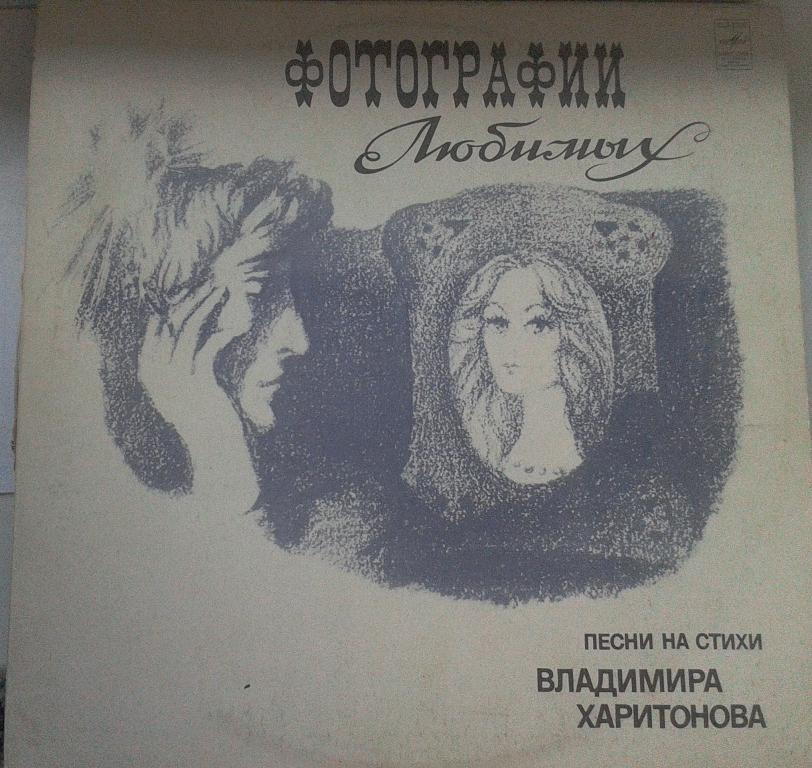 ФОТОГРАФИИ
Любимых
ПЕСНИ НА СТИХИ
ВЛАДИМИРА
ХАРИТОНОВА